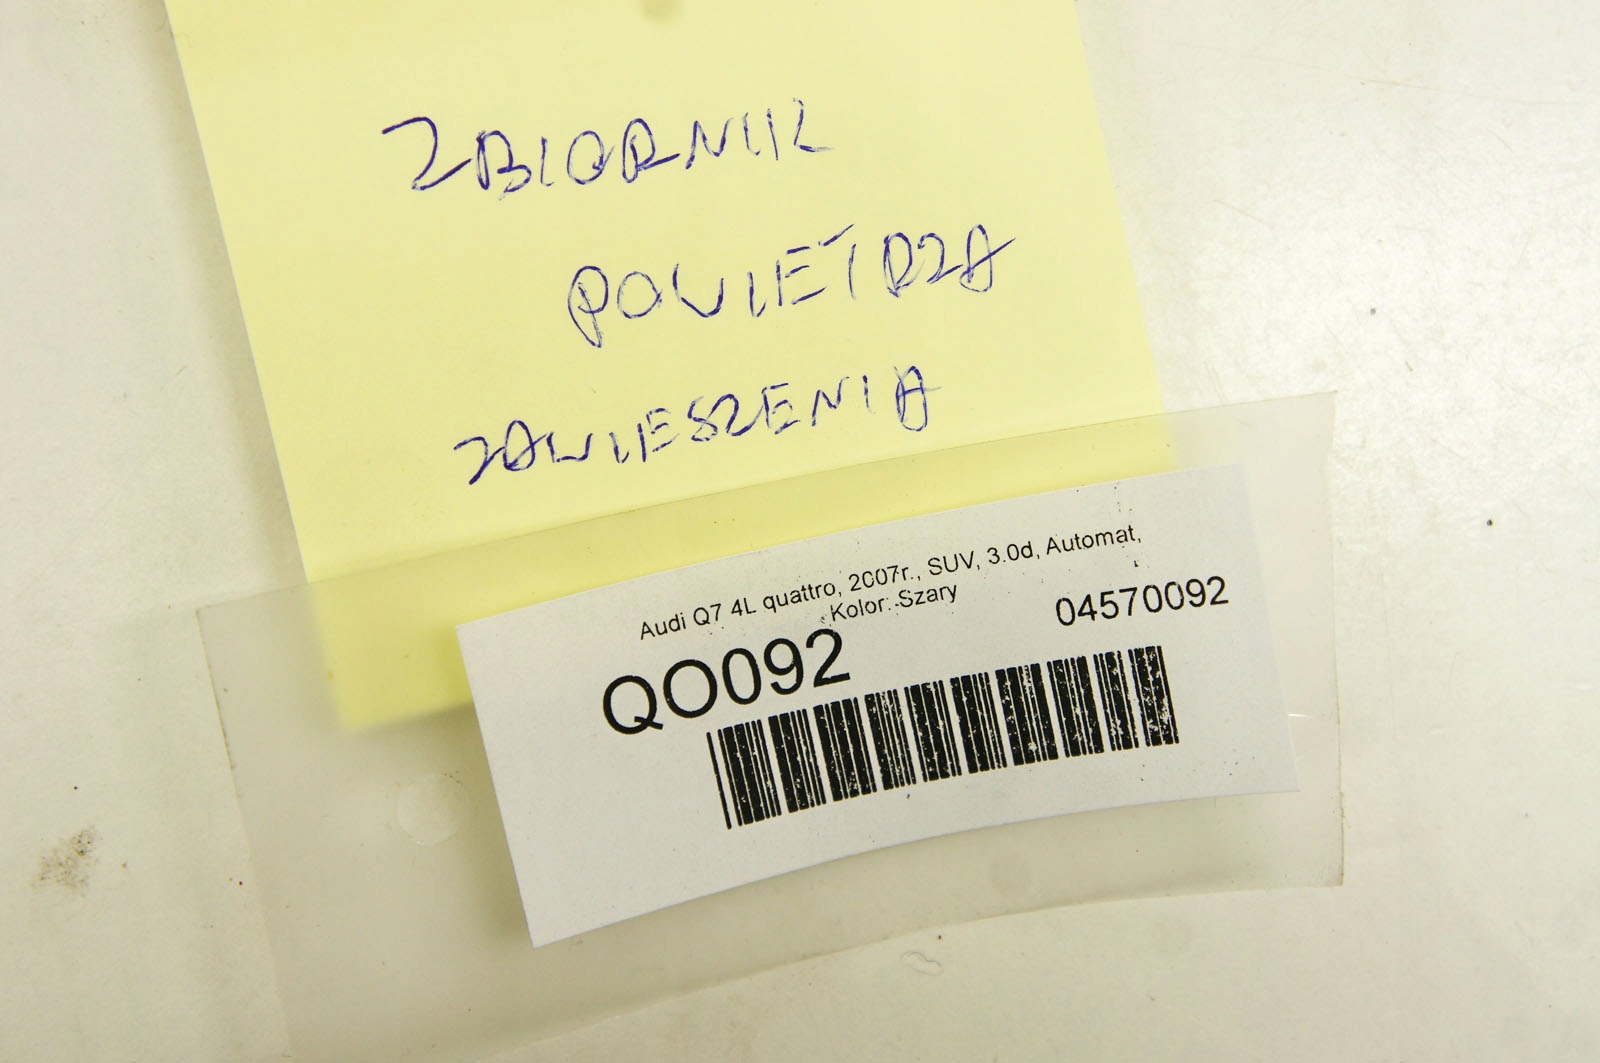 ZBIORNIK
POWIETRZA
ZAWIESZENIA
Audi Q7 4L quattro, 2007r., SUV, 3.0d, Automat,
Kolor: Szary
04570092
QO092